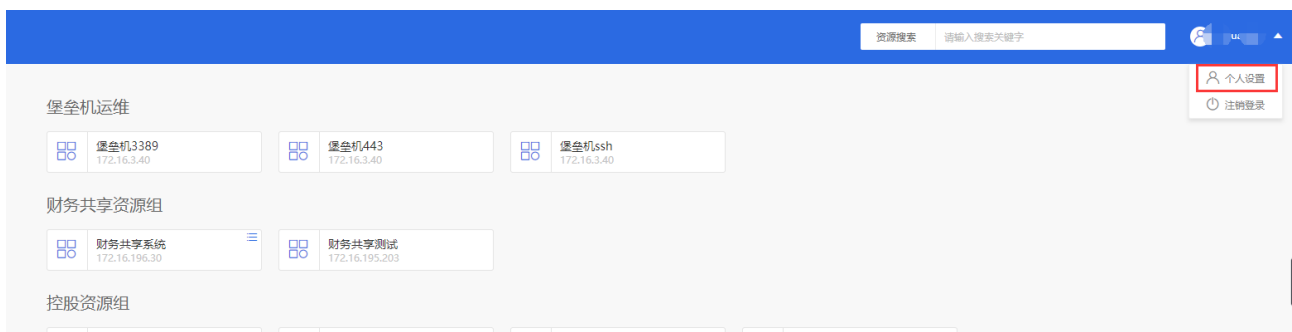 资源搜索 请输入搜索关键字
个人设置
注销登录
堡垒机运维
堡垒机3389
172.16.3.40
堡垒机443
172.16.3.40
堡垒机ssh
172.16.3.40
财务共享资源组
财务共享系统
172.16.196.30
财务共享测试
172.16.195.203
控股资源组